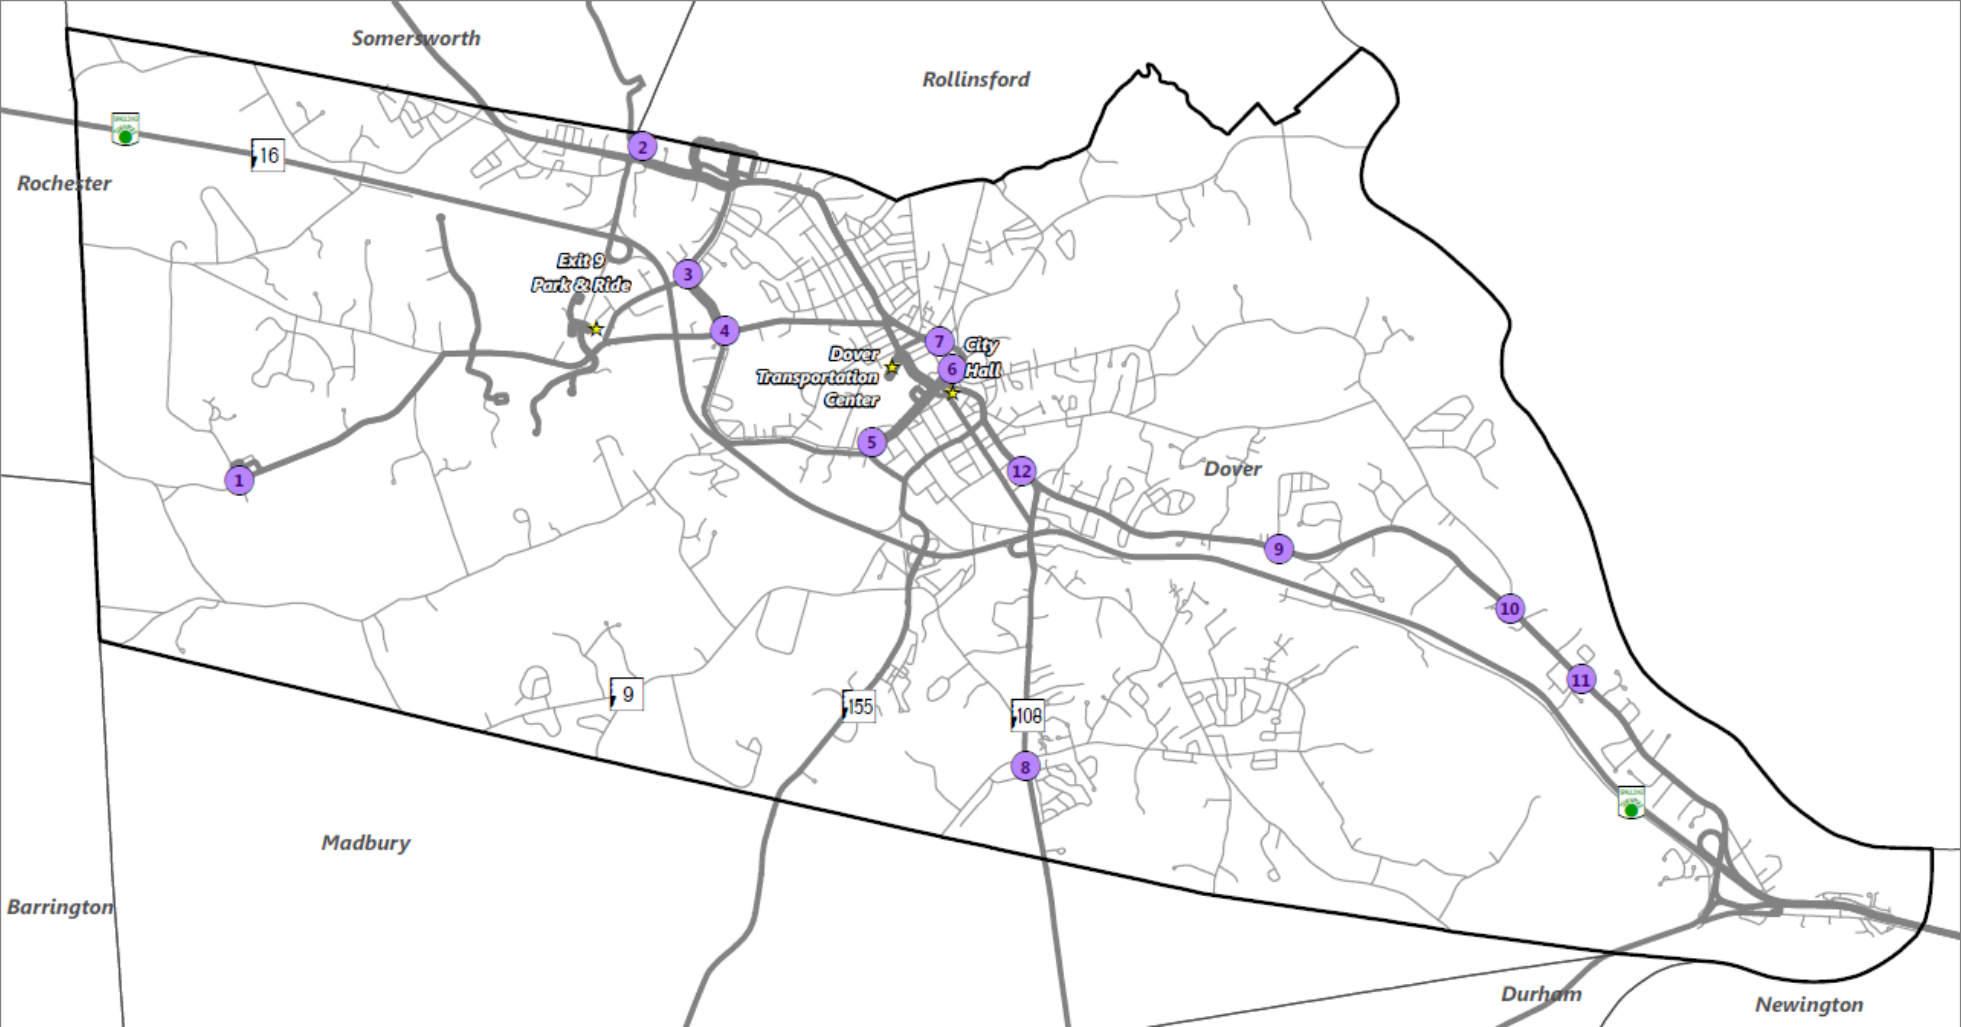 Somersworth
Rollinsford
2
16
Rochester
Exit 9
Park & Ride
3
4
7
City
Hall
6
Dover
Transportation
Center
5
12
Dover
1
9
10
11
9
155
108
8
SPAULDING
Madbury
Barrington
Durham
Newington